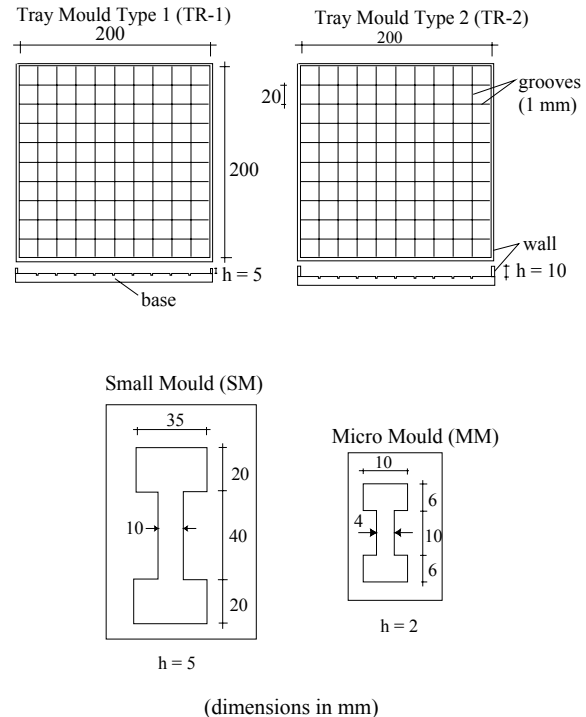 Tray Mould Type 1 (TR-1)
200
200
h = 5
base
Tray Mould Type 2 (TR-2)
200
20
grooves
(1 mm)
wall
h = 10
Small Mould (SM)
35
20
10
40
20
h = 5
Micro Mould (MM)
10
6
4
10
6
h = 2
(dimensions in mm)